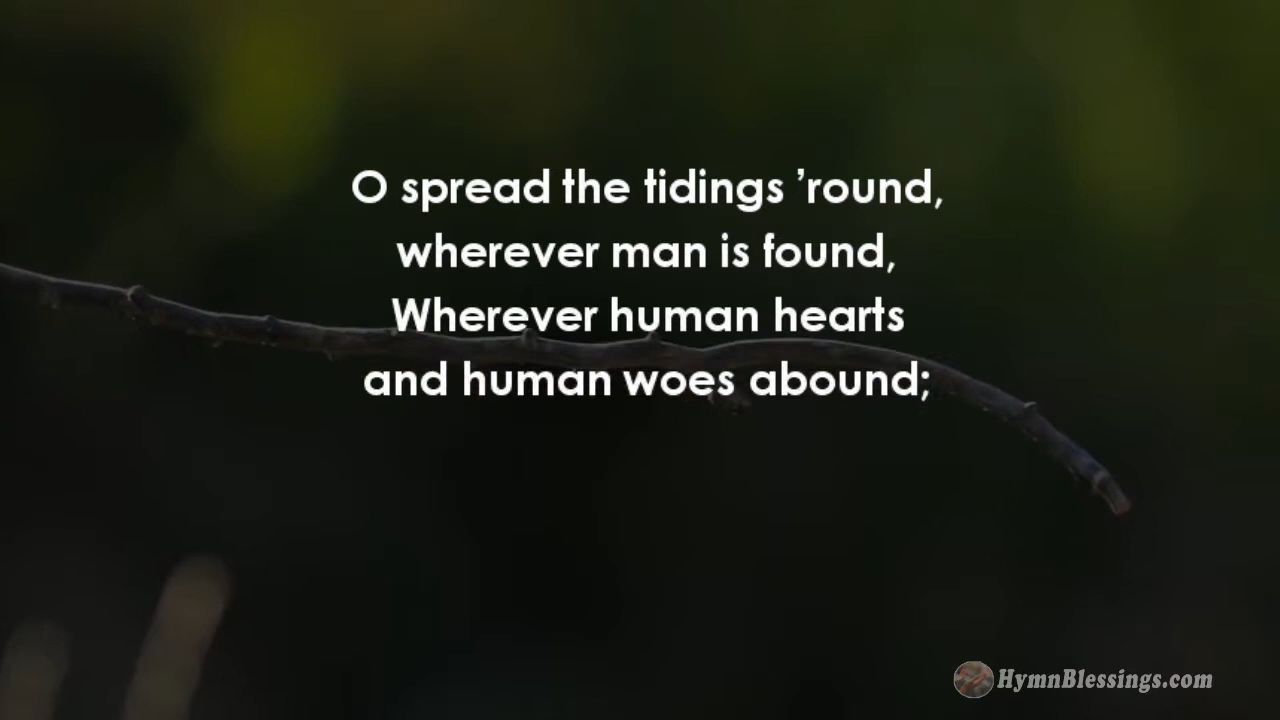 O spread the tidings ’round,
wherever man is found,
Wherever human hearts
and human woes abound;
HymnBlessings.com